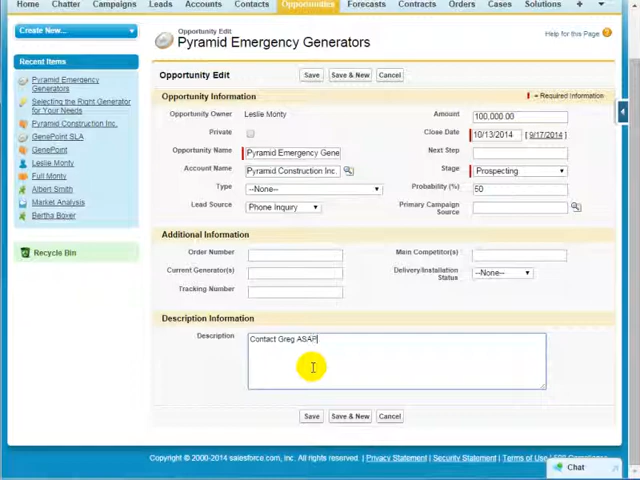 Home Chatter Campaigns Leads Accounts Contacts Opportunities Forecasts Contracts Orders Cases Solutions +
Create New...
Recent Items
Pyramid Emergency
Generators
Selecting the Right Generator
for Your Needs
Pyramid Construction Inc.
GenePoint SLA
GenePoint
Leslie Monty
Full Monty
Albert Smith
Market Analysis
Bertha Boxer
Recycle Bin
Opportunity Edit
Pyramid Emergency Generators
Help for this Page
Opportunity Edit Save Save & New Cancel
Opportunity Information = Required Information
Opportunity Owner Leslie Monty Amount 100,000.00
Private Close Date 10/13/2014 [ 9/17/2014 ]
Opportunity Name Pyramid Emergency Gene Next Step
Account Name Pyramid Construction Inc. Stage Prospecting
Type --None-- Probability (%) 60
Lead Source Phone Inquiry Primary Campaign
Source
Additional Information
Order Number Main Competitor(s)
Current Generator(s) Delivery/Installation
Status --None--
Tracking Number
Description Information
Description Contact Greg ASAP
Save Save & New Cancel
Copyright © 2000-2014 salesforce.com, inc. All rights reserved. | Privacy Statement | Security Statement | Terms of Use |
Chat